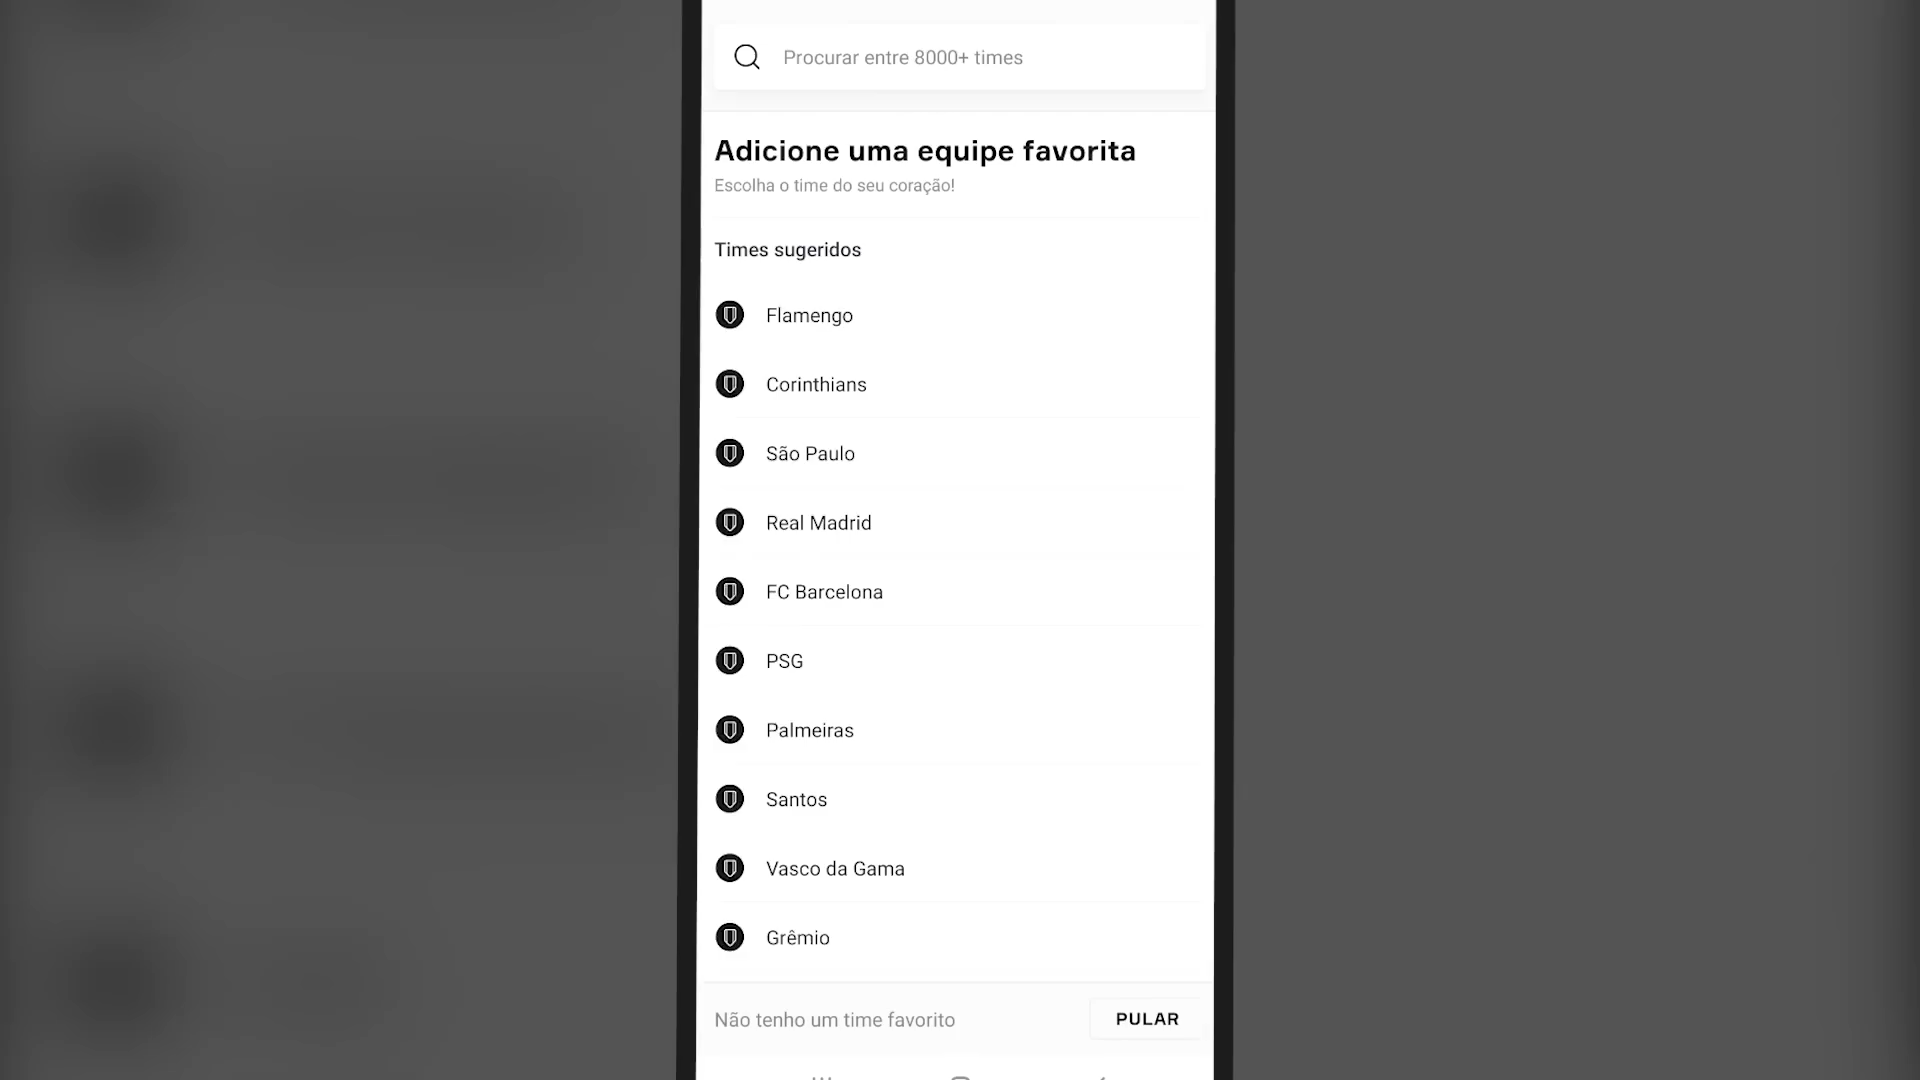 Procurar entre 8000+ times
Adicione uma equipe favorita
Escolha o time do seu coração!
Times sugeridos
Flamengo
Corinthians
São Paulo
Real Madrid
FC Barcelona
PSG
Palmeiras
Santos
Vasco da Gama
Grêmio
Não tenho um time favorito
PULAR